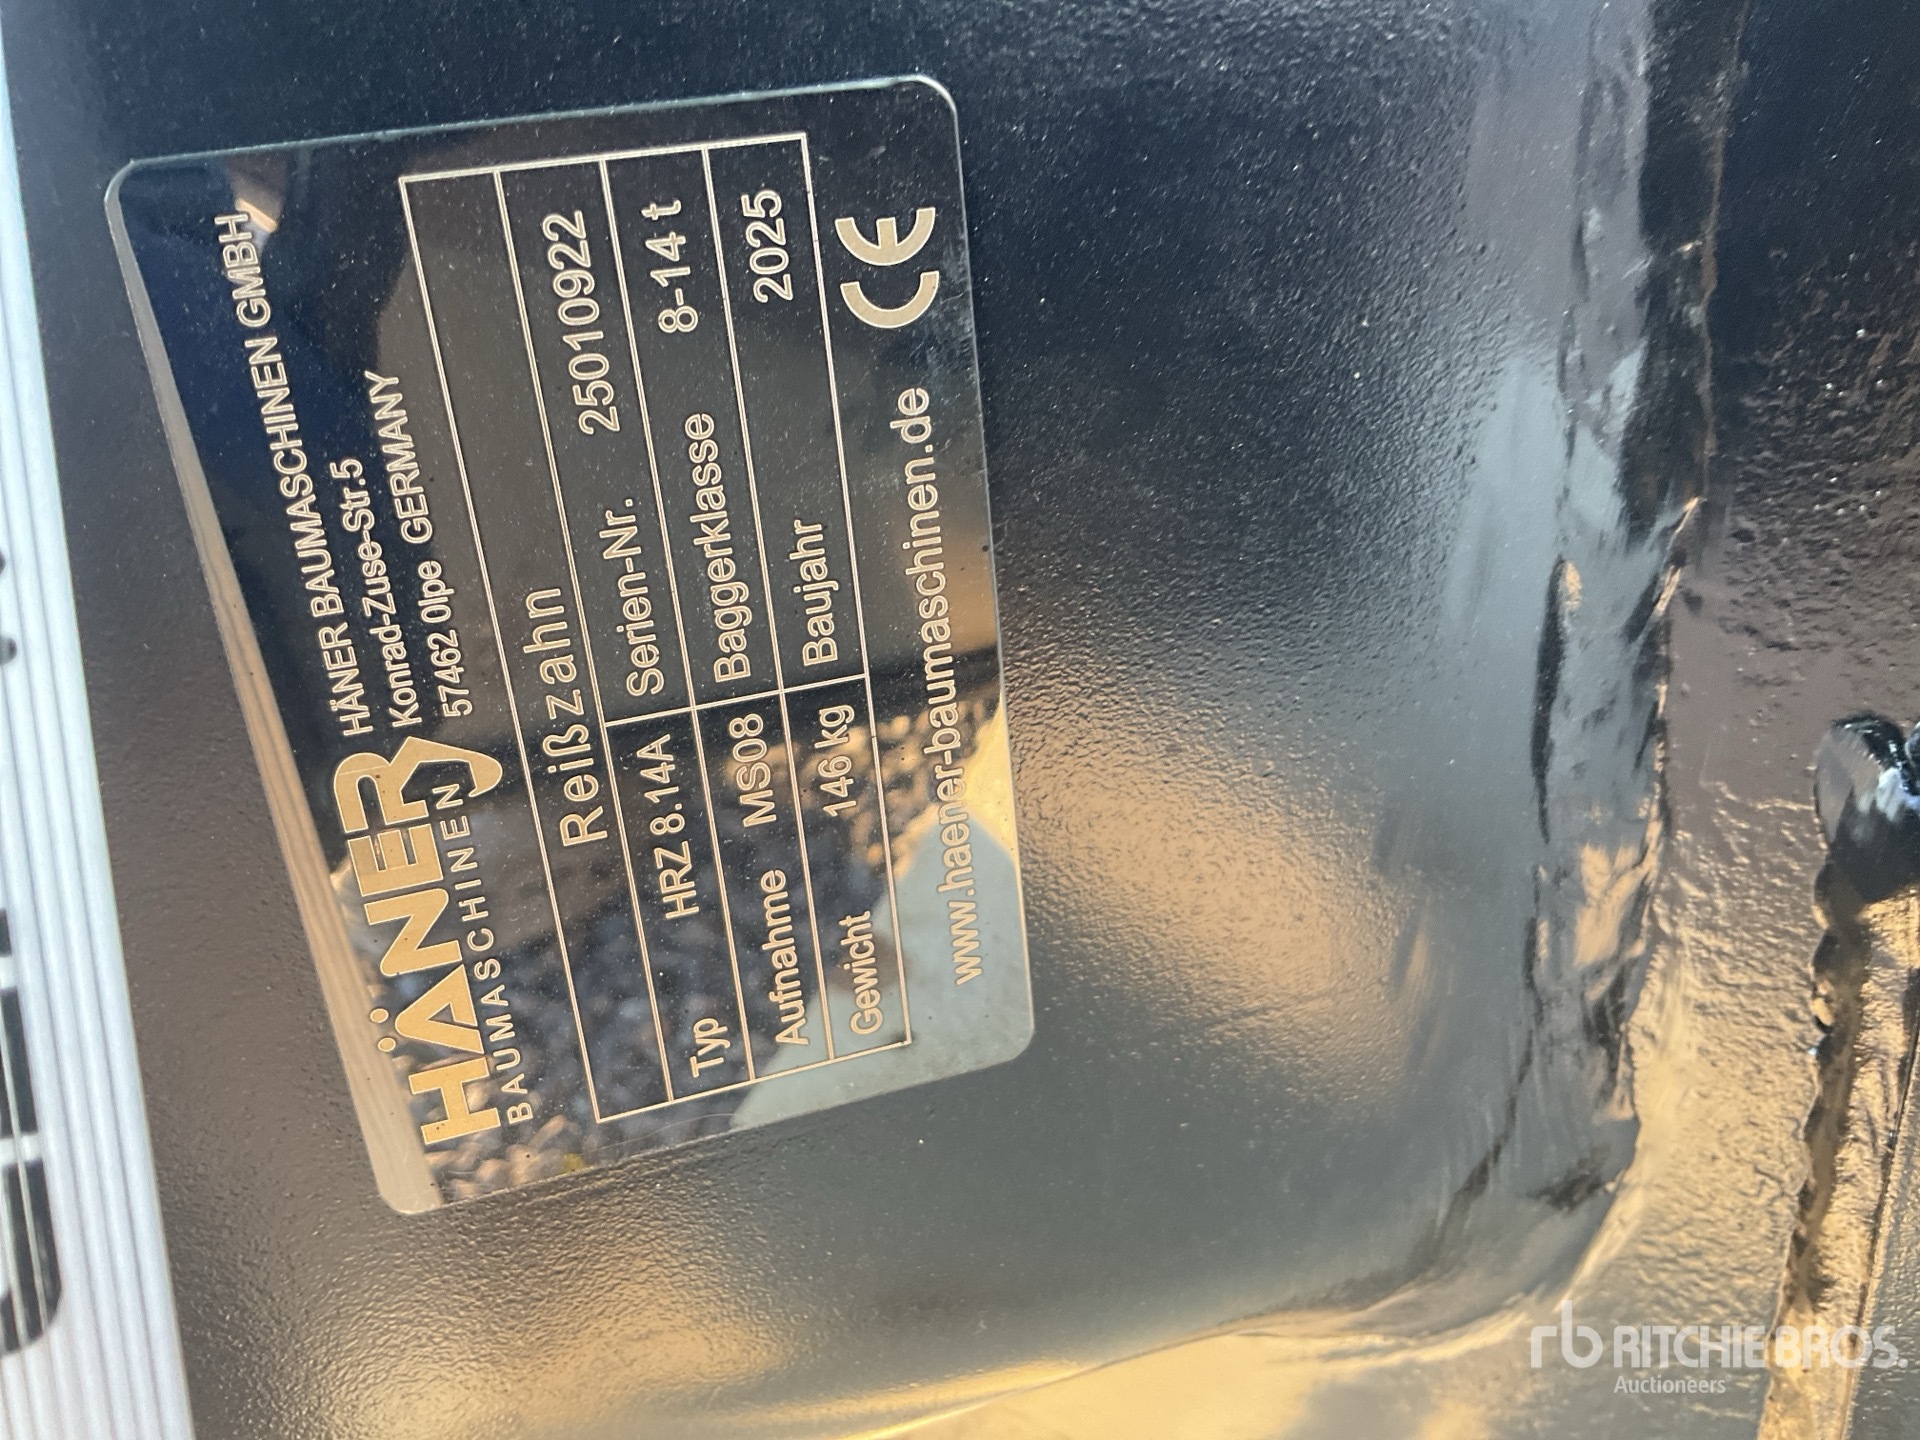 HÄNER
BAUMASCHINEN
HÄNER BAUMASCHINEN GMBH
Konrad-Zuse-Str.5
57462 Olpe GERMANY
Reißzahn
Typ HRZ 8.14A Serien-Nr. 25010922
Aufnahme MS08 Baggerklasse 8-14 t
Gewicht 146 kg Baujahr 2025
www.haener-baumaschinen.de CE
rb RITCHIE BROS.
Auctioneers